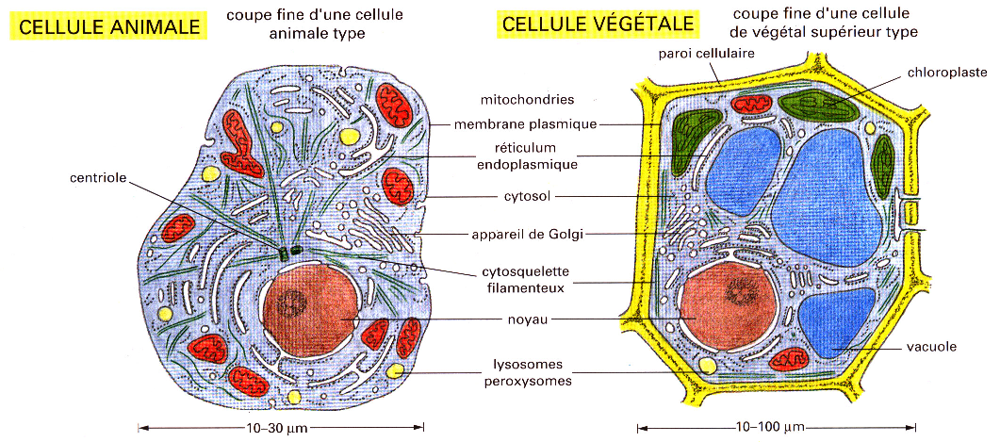 CELLULE ANIMALE
coupe fine d'une cellule
animale type
CELLULE VÉGÉTALE
coupe fine d'une cellule
de végétal supérieur type
paroi cellulaire
chloroplaste
mitochondries
membrane plasmique
réticulum
endoplasmique
centriole
cytosol
appareil de Golgi
cytosquelette
filamenteux
noyau
vacuole
lysosomes
peroxysomes
10–30 µm
10–100 µm